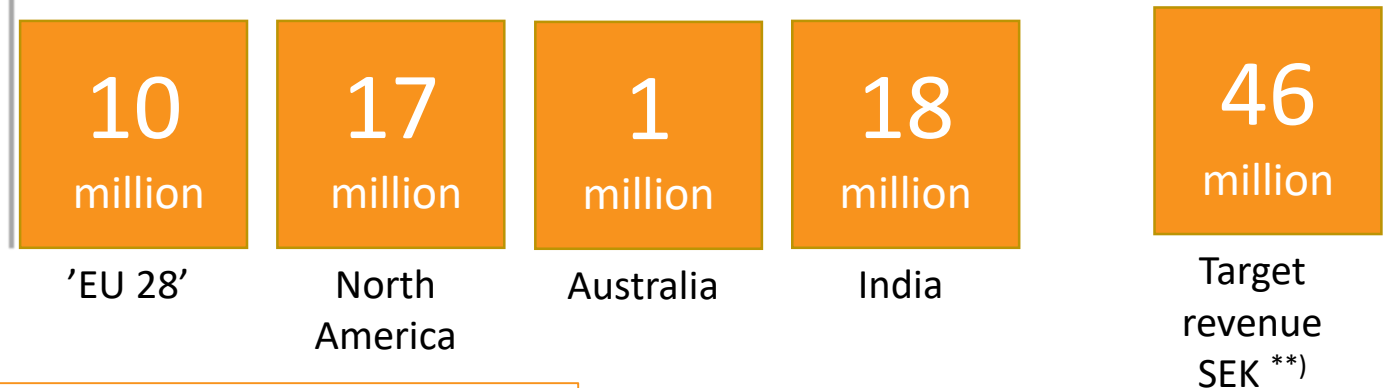 10
million
17
million
1
million
18
million
46
million
’EU 28’
North
America
Australia
India
Target
revenue
SEK **)